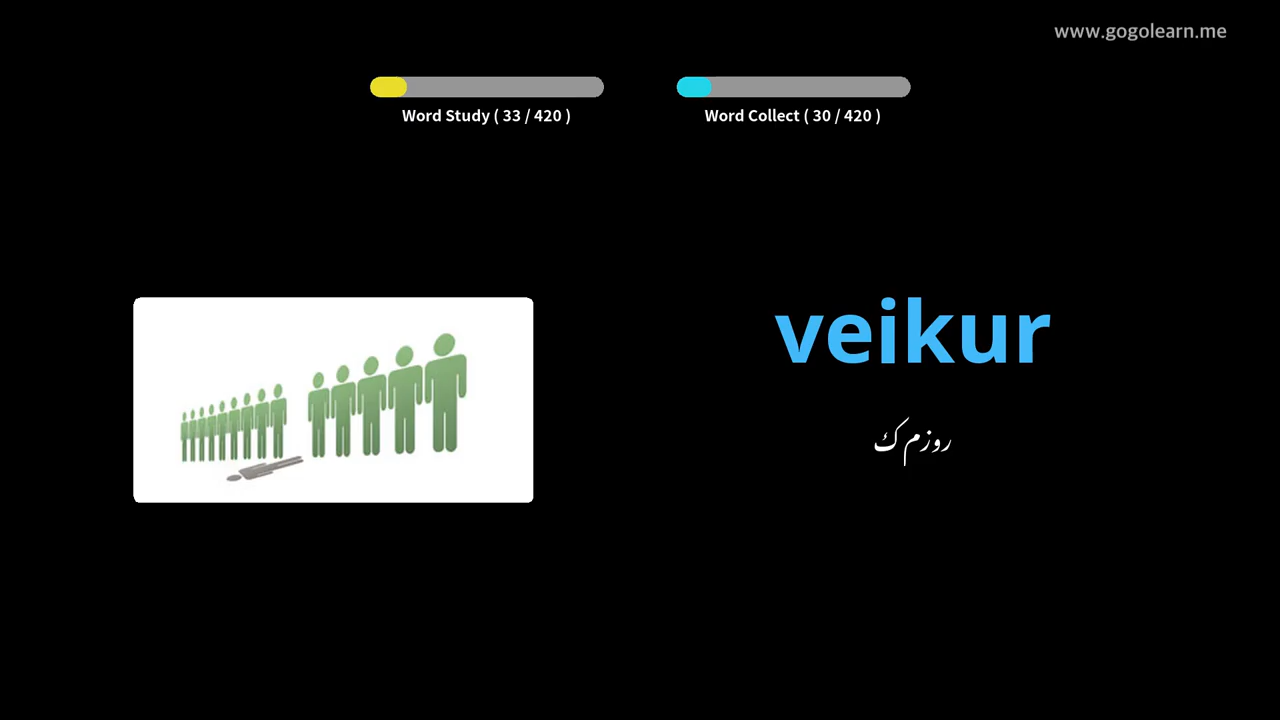 www.gogolearn.me
Word Study ( 33 / 420 )
Word Collect ( 30 / 420 )
veikur
روزم ک